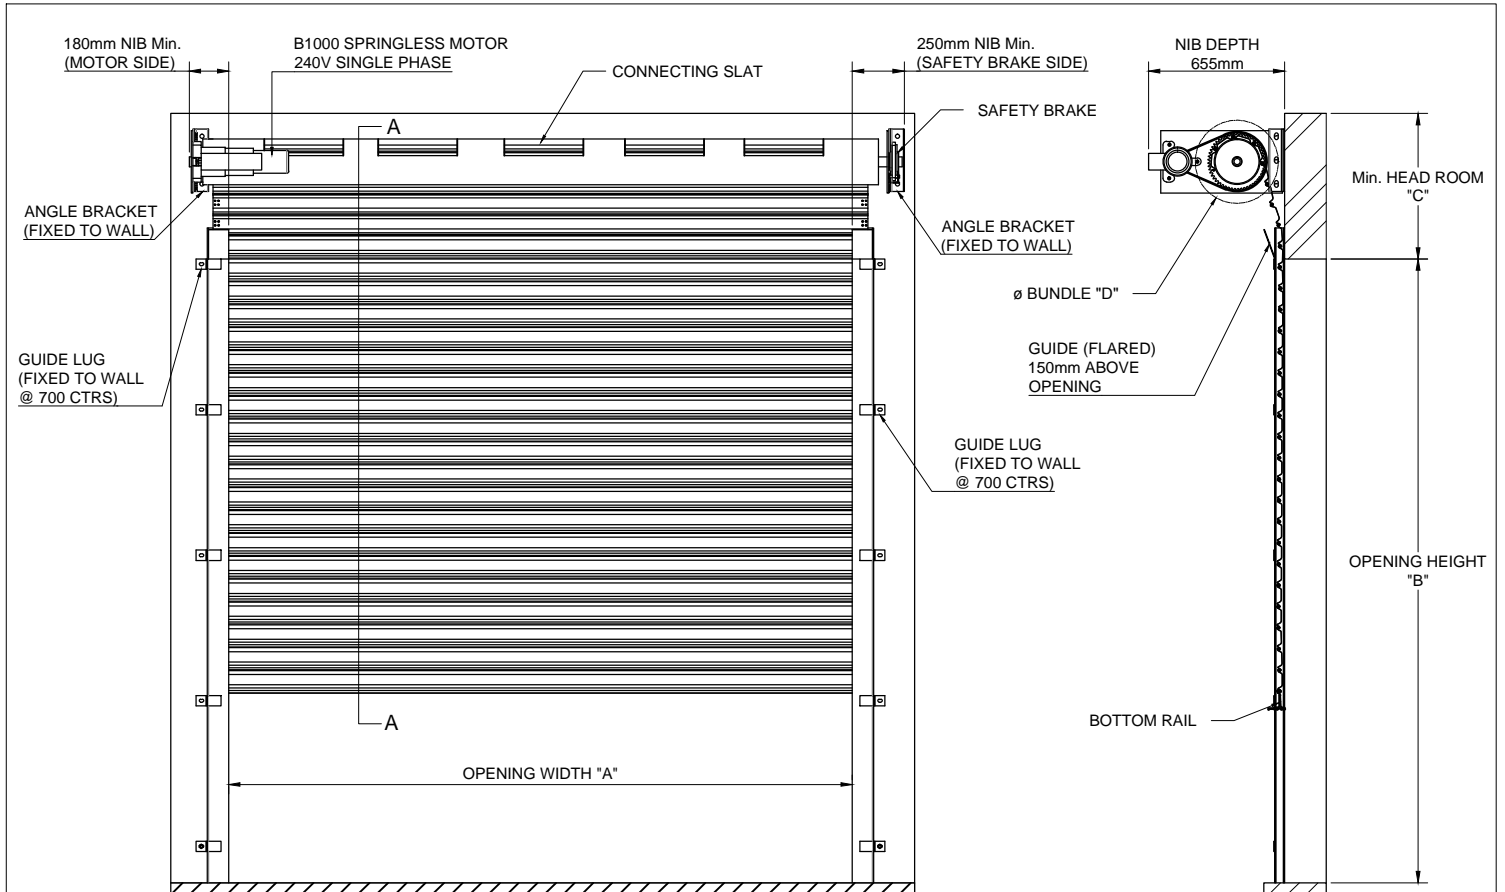 180mm NIB Min.
(MOTOR SIDE)
B1000 SPRINGLESS MOTOR
240V SINGLE PHASE
CONNECTING SLAT
250mm NIB Min.
(SAFETY BRAKE SIDE)
SAFETY BRAKE
NIB DEPTH
655mm
A
Min. HEAD ROOM
"C"
ANGLE BRACKET
(FIXED TO WALL)
ANGLE BRACKET
(FIXED TO WALL)
ø BUNDLE "D"
GUIDE (FLARED)
150mm ABOVE
OPENING
GUIDE LUG
(FIXED TO WALL
@ 700 CTRS)
GUIDE LUG
(FIXED TO WALL
@ 700 CTRS)
OPENING HEIGHT
"B"
A
BOTTOM RAIL
OPENING WIDTH "A"